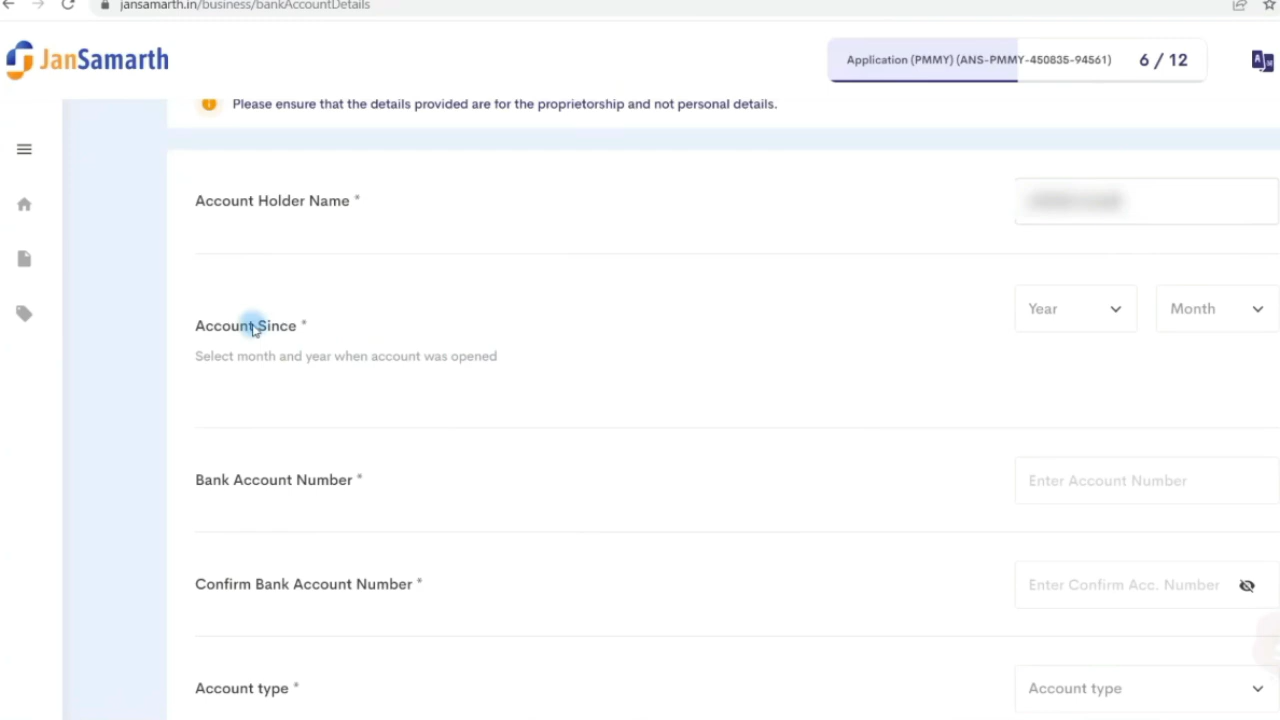 jansamarth.in/business/bankAccountDetails
JanSamarth
Application (PMMY) (ANS-PMMY-450835-94561) 6 / 12
Please ensure that the details provided are for the proprietorship and not personal details.
Account Holder Name *
Account Since *
Year
Month
Select month and year when account was opened
Bank Account Number *
Enter Account Number
Confirm Bank Account Number *
Enter Confirm Acc. Number
Account type *
Account type